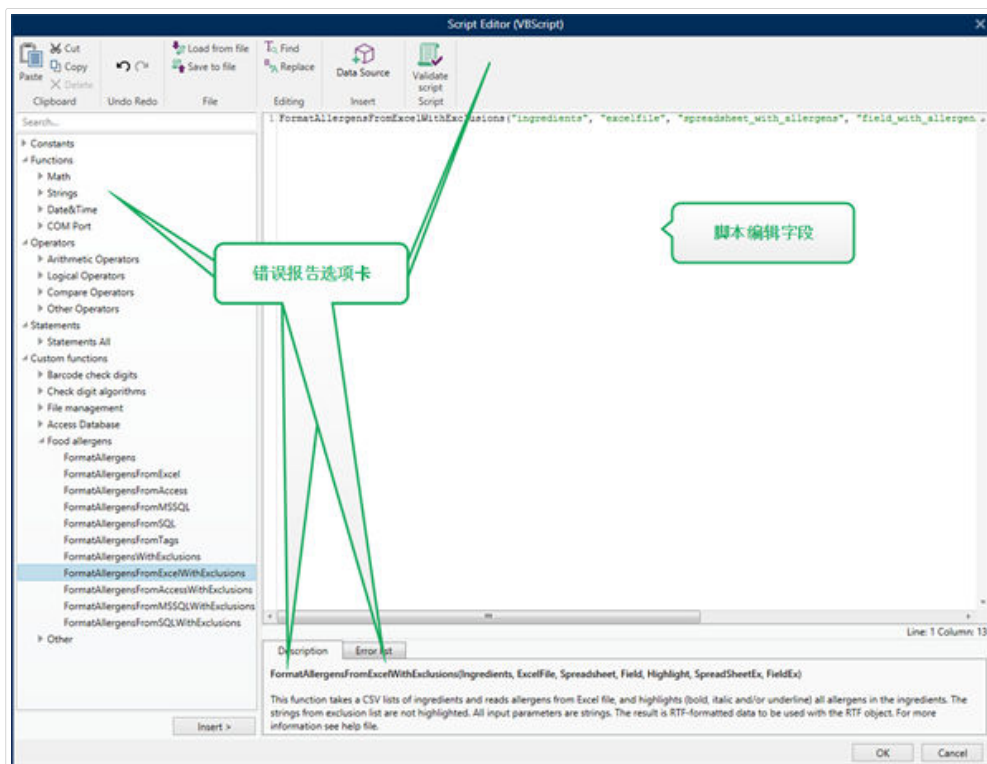 Script Editor (VBScript)
Paste
Cut
Copy
Delete
Clipboard
Undo Redo
Load from file
Save to file
File
Find
Replace
Editing
Data Source
Insert
Validate script
Script
Search...
Constants
Functions
Math
Strings
Date&Time
COM Port
Operators
Arithmetic Operators
Logical Operators
Compare Operators
Other Operators
Statements
Statements All
Custom functions
Barcode check digits
Check digit algorithms
File management
Access Database
Food allergens
FormatAllergens
FormatAllergensFromExcel
FormatAllergensFromAccess
FormatAllergensFromMSSQL
FormatAllergensFromSQL
FormatAllergensFromTags
FormatAllergensWithExclusions
FormatAllergensFromExcelWithExclusions
FormatAllergensFromAccessWithExclusions
FormatAllergensFromMSSQLWithExclusions
FormatAllergensFromSQLWithExclusions
Other
Insert >
1 FormatAllergensFromExcelWithExclusions("ingredients", "excelfile", "spreadsheet_with_allergens", "field_with_allergen
脚本编辑字段
错误报告选项卡
Line: 1 Column: 13
Description
Error list
FormatAllergensFromExcelWithExclusions(Ingredients, ExcelFile, Spreadsheet, Field, Highlight, SpreadSheetEx, FieldEx)
This function takes a CSV lists of ingredients and reads allergens from Excel file, and highlights (bold, italic and/or underline) all allergens in the ingredients. The
strings from exclusion list are not highlighted. All input parameters are strings. The result is RTF-formatted data to be used with the RTF object. For more
information see help file.
OK
Cancel